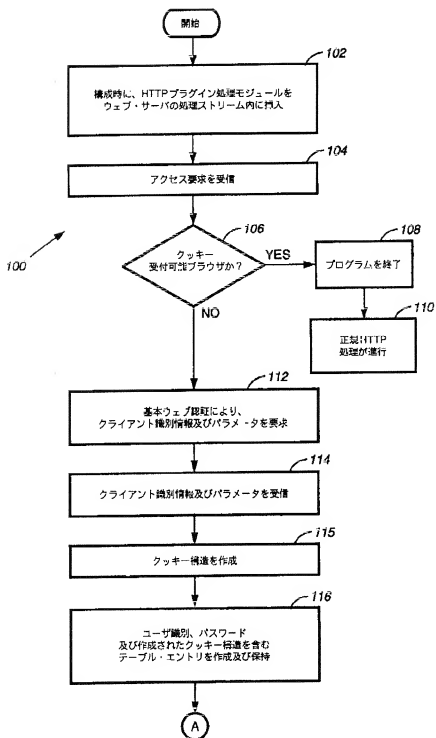 開始
102
構成時に、HTTPプラグイン処理モジュールを
ウェブ・サーバの処理ストリーム内に挿入
104
アクセス要求を受信
106
クッキー
受付可能ブラウザか？
YES
108
プログラムを終了
100
NO
110
正規HTTP
処理が進行
112
基本ウェブ認証により、
クライアント識別情報及びパラメータを要求
114
クライアント識別情報及びパラメータを受信
115
クッキー構造を作成
116
ユーザ識別、パスワード
及び作成されたクッキー構造を含む
テーブル・エントリを作成及び保持
A